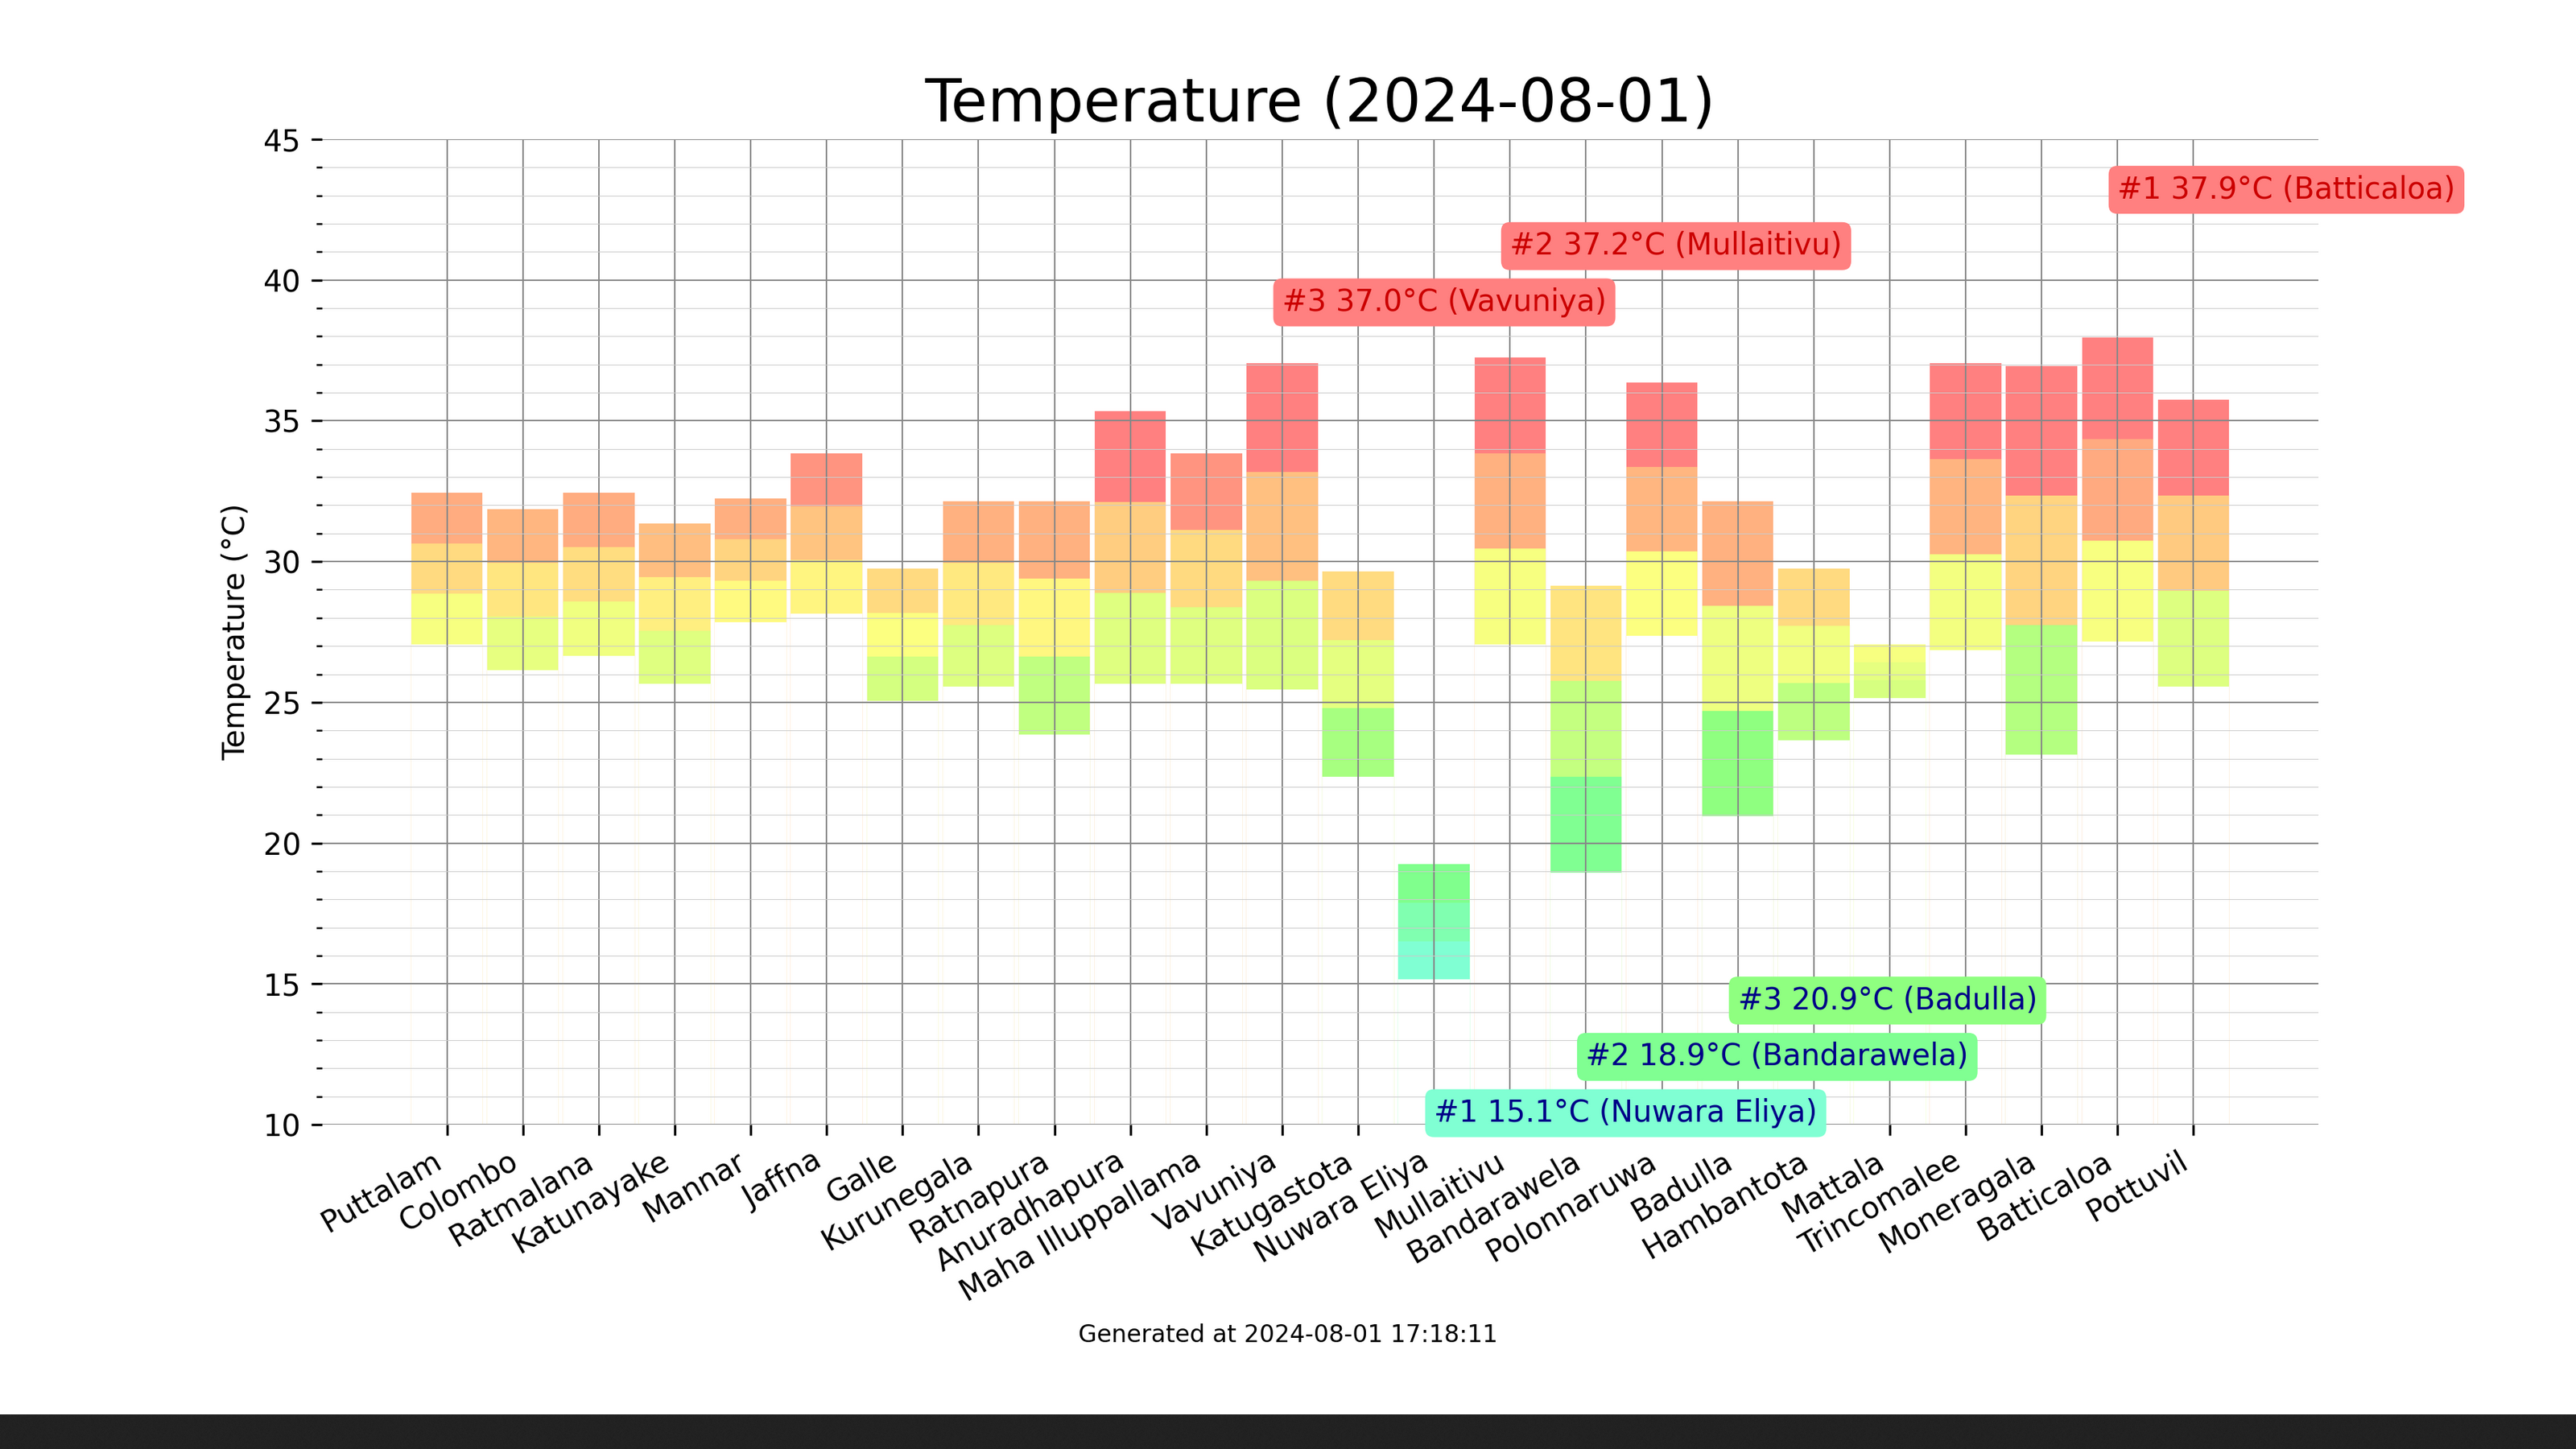 Temperature (2024-08-01)
45
40
35
30
25
20
15
10
Temperature (°C)
#1 37.9°C (Batticaloa)
#2 37.2°C (Mullaitivu)
#3 37.0°C (Vavuniya)
#3 20.9°C (Badulla)
#2 18.9°C (Bandarawela)
#1 15.1°C (Nuwara Eliya)
Puttalam
Colombo
Ratmalana
Katunayake
Mannar
Jaffna
Galle
Kurunegala
Ratnapura
Anuradhapura
Maha Illuppallama
Vavuniya
Katugastota
Nuwara Eliya
Mullaitivu
Bandarawela
Polonnaruwa
Badulla
Hambantota
Mattala
Trincomalee
Moneragala
Batticaloa
Pottuvil
Generated at 2024-08-01 17:18:11